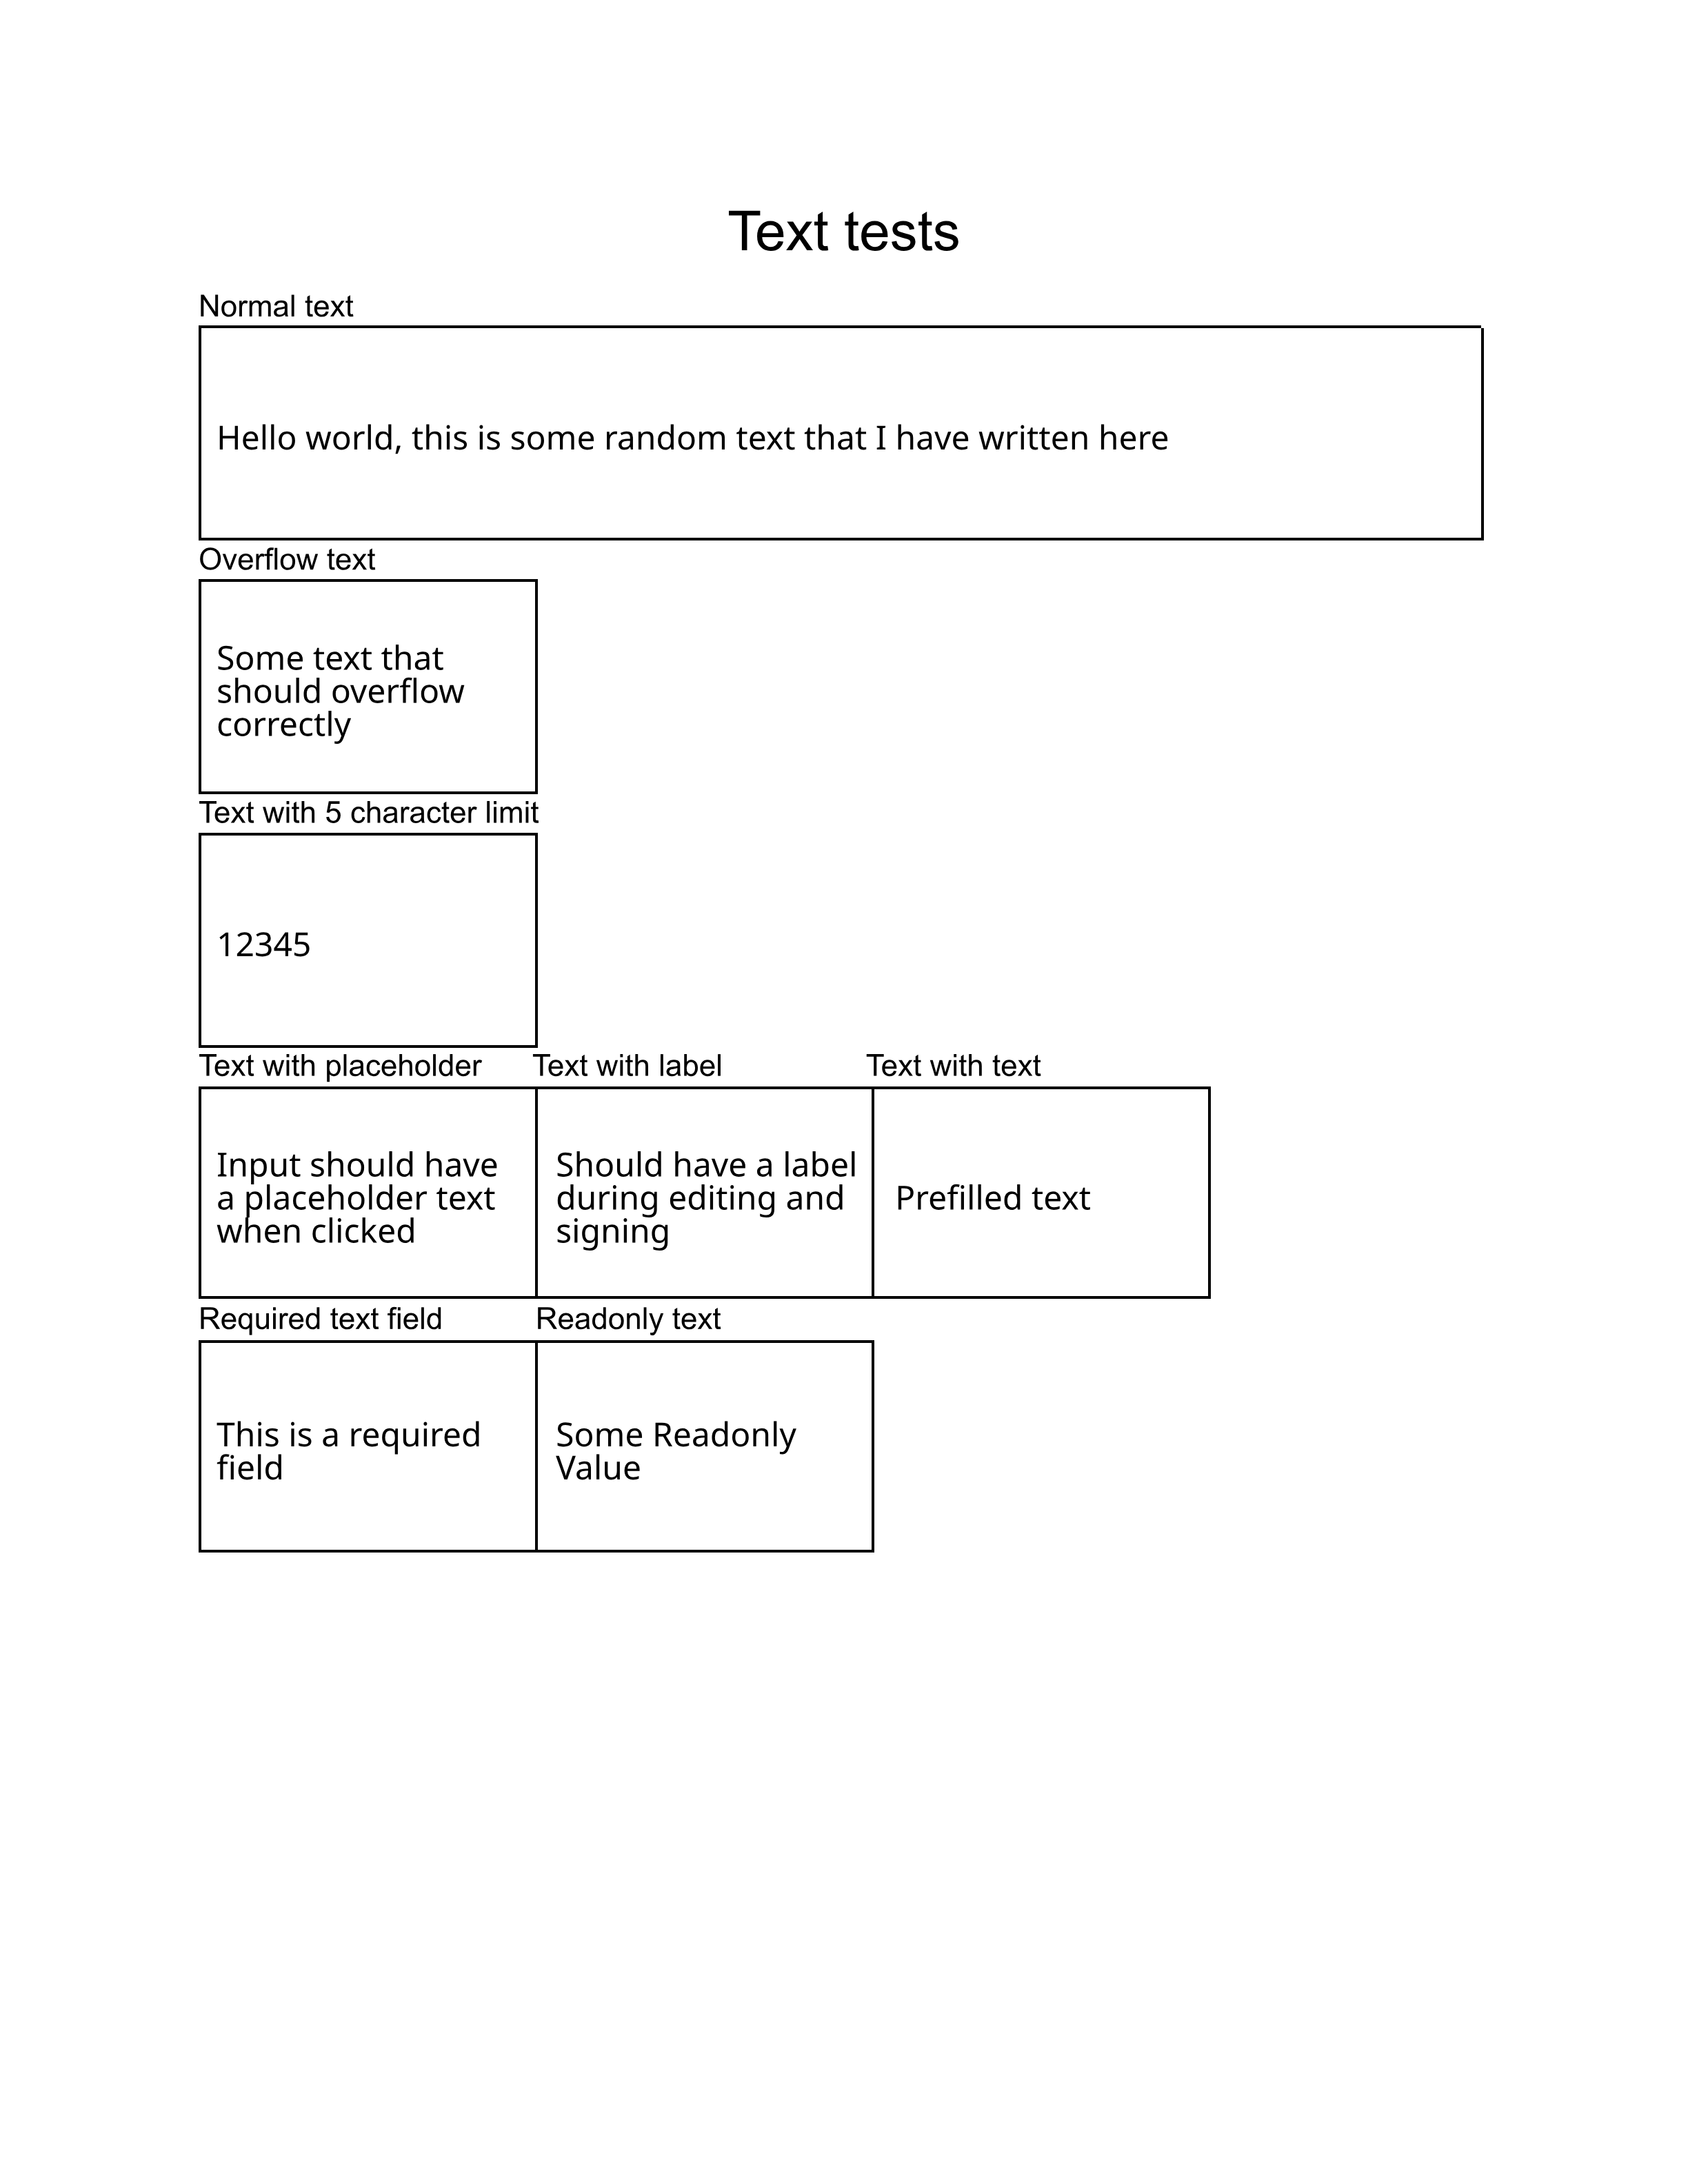 Text tests
Normal text
Hello world, this is some random text that I have written here
Overflow text
Some text that
should overflow
correctly
Text with 5 character limit
12345
Text with placeholder
Input should have
a placeholder text
when clicked
Text with label
Should have a label
during editing and
signing
Text with text
Prefilled text
Required text field
This is a required
field
Readonly text
Some Readonly
Value